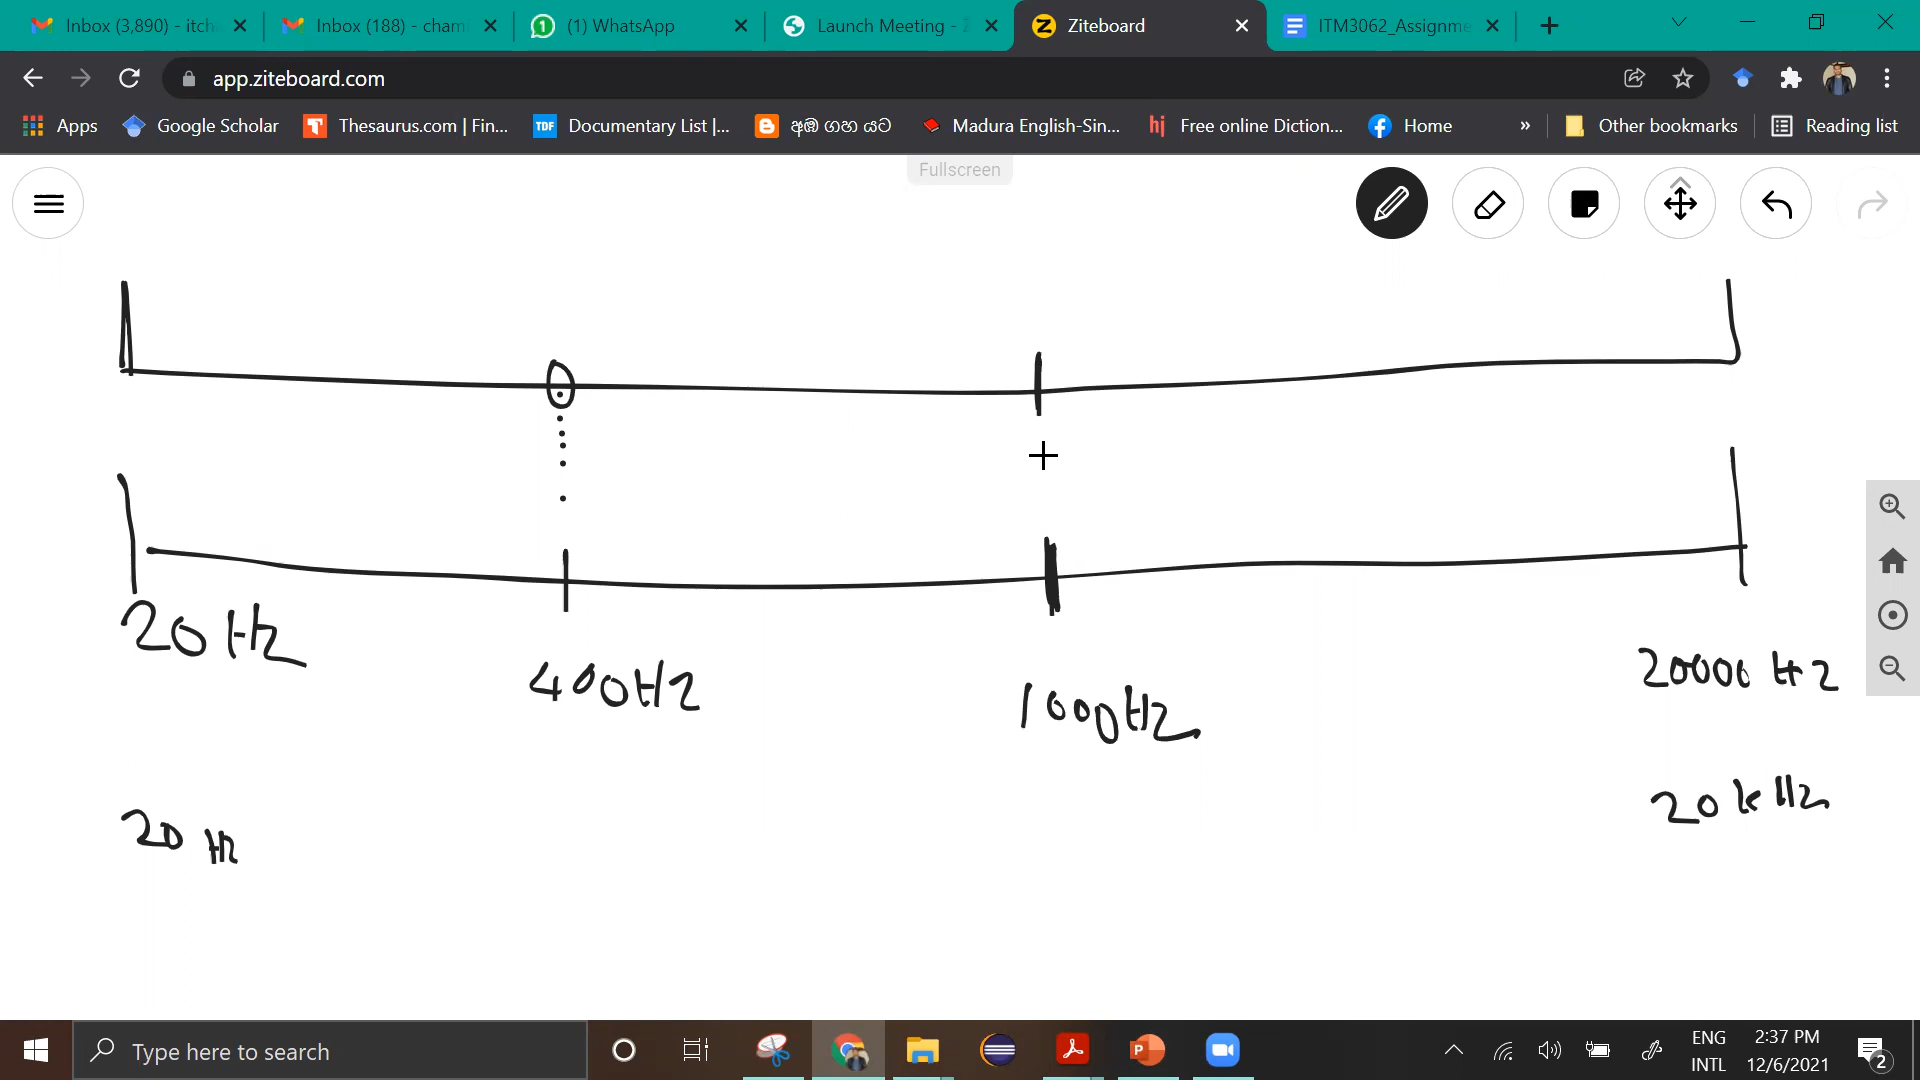 Inbox (3,890) - itch
Inbox (188) - cham
(1) WhatsApp
Launch Meeting -
Ziteboard
ITM3062_Assignme
app.ziteboard.com
Apps
Google Scholar
Thesaurus.com | Fin...
Documentary List |...
අඹ ගහ යට
Madura English-Sin...
Free online Diction...
Home
»
Other bookmarks
Reading list
Fullscreen
20 Hz
400Hz
1000Hz
20000 Hz
20 Hz
20 kHz
Type here to search
ENG
INTL
2:37 PM
12/6/2021
2